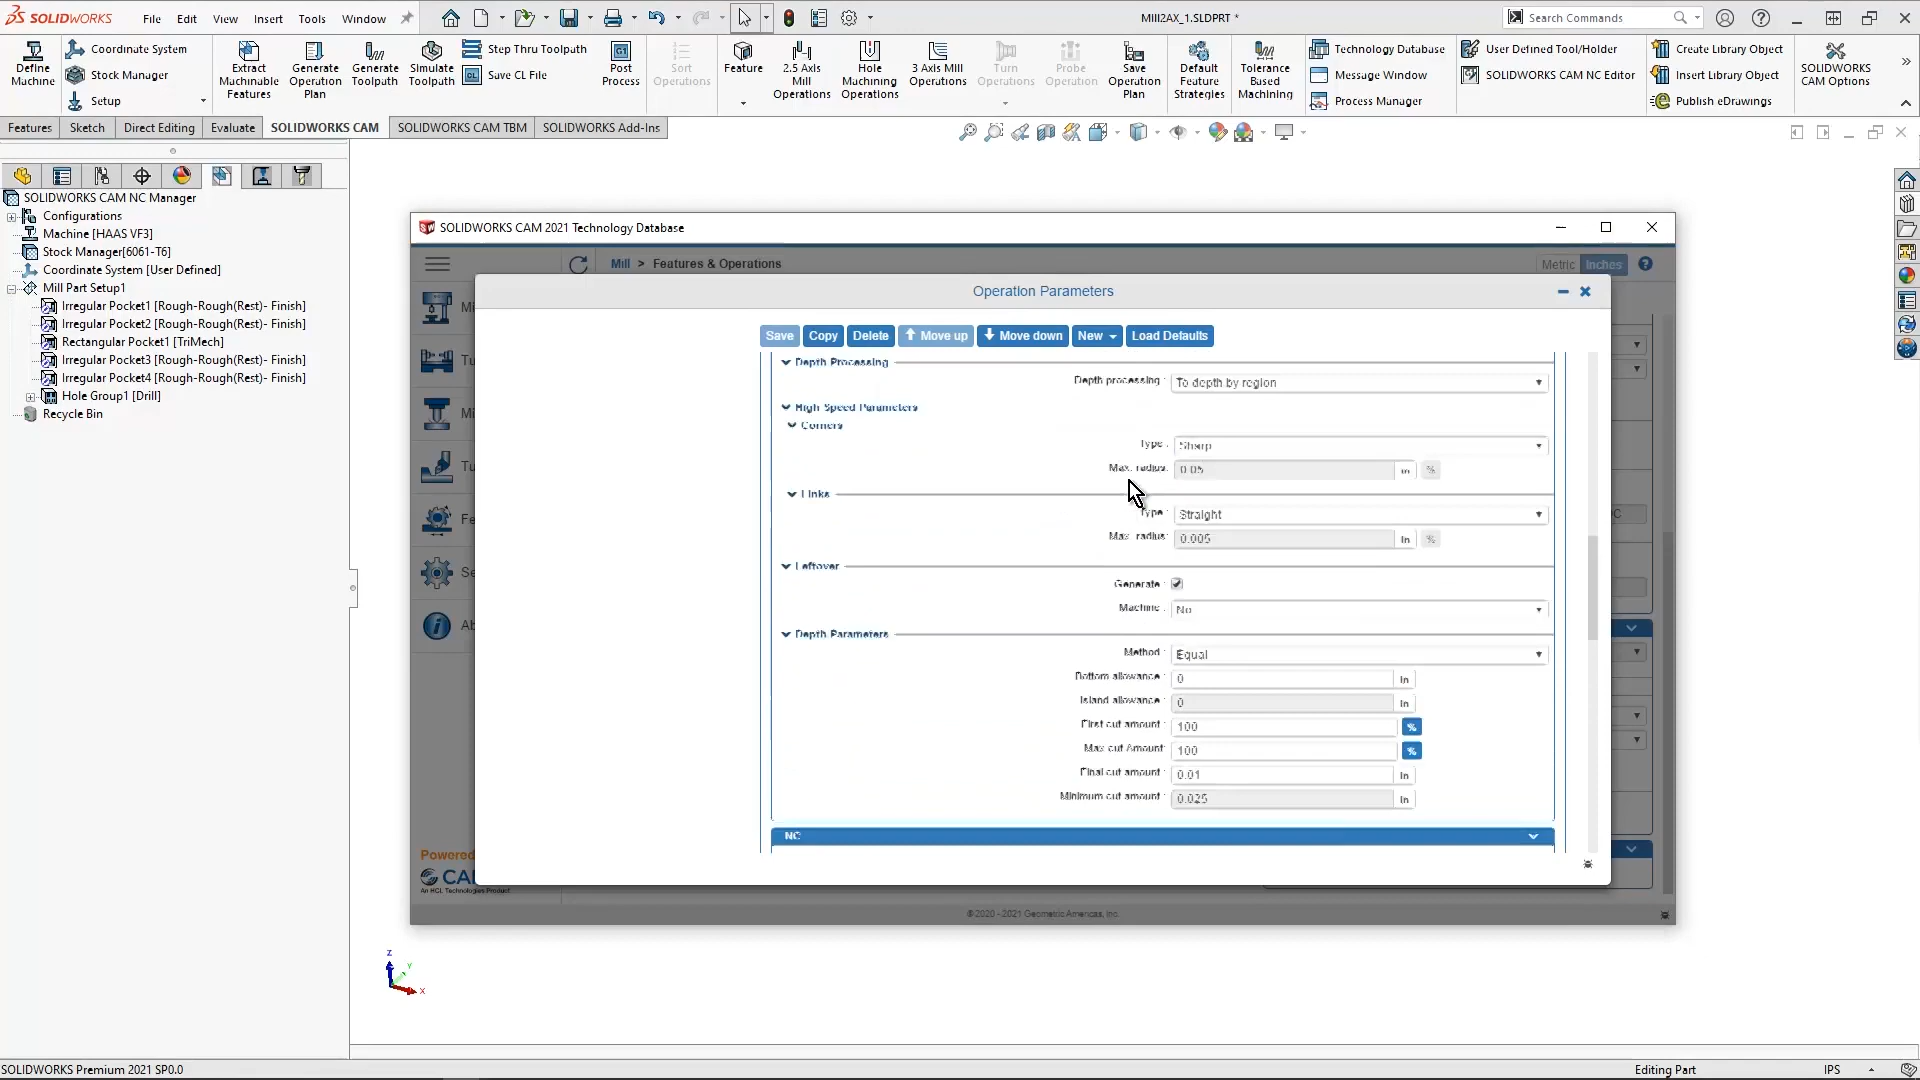 SOLIDWORKS
File Edit View Insert Tools Window
MIll2AX_1.SLDPRT *
Search Commands
Define Machine
Coordinate System
Stock Manager
Setup
Extract Machinable Features
Generate Operation Plan
Generate Toolpath
Simulate Toolpath
Step Thru Toolpath
Save CL File
Post Process
Sort Operations
Feature
2.5 Axis Mill Operations
Hole Machining Operations
3 Axis Mill Operations
Turn Operations
Probe Operation
Save Operation Plan
Default Feature Strategies
Tolerance Based Machining
Technology Database
Message Window
Process Manager
User Defined Tool/Holder
SOLIDWORKS CAM NC Editor
Create Library Object
Insert Library Object
Publish eDrawings
SOLIDWORKS CAM Options
Features Sketch Direct Editing Evaluate SOLIDWORKS CAM SOLIDWORKS CAM TBM SOLIDWORKS Add-Ins
SOLIDWORKS CAM NC Manager
Configurations
Machine [HAAS VF3]
Stock Manager[6061-T6]
Coordinate System [User Defined]
Mill Part Setup1
Irregular Pocket1 [Rough-Rough(Rest)- Finish]
Irregular Pocket2 [Rough-Rough(Rest)- Finish]
Rectangular Pocket1 [TriMech]
Irregular Pocket3 [Rough-Rough(Rest)- Finish]
Irregular Pocket4 [Rough-Rough(Rest)- Finish]
Hole Group1 [Drill]
Recycle Bin
SOLIDWORKS CAM 2021 Technology Database
Mill > Features & Operations
Metric Inches
Operation Parameters
Save Copy Delete Move up Move down New Load Defaults
Depth Processing
Depth processing : To depth by region
High Speed Parameters
Corners
Type : Sharp
Max. radius: 0.05 in %
Links
Type : Straight
Max. radius: 0.005 in %
Leftover
Generate :
Machine : No
Depth Parameters
Method : Equal
Bottom allowance : 0 in
Island allowance : 0 in
First cut amount : 100 %
Max cut Amount: 100 %
Final cut amount : 0.01 in
Minimum cut amount : 0.025 in
NC
Powered
CA
An HCL Technologies Product
©2020 - 2021 Geometric Americas, Inc.
Z
Y
X
SOLIDWORKS Premium 2021 SP0.0
Editing Part
IPS